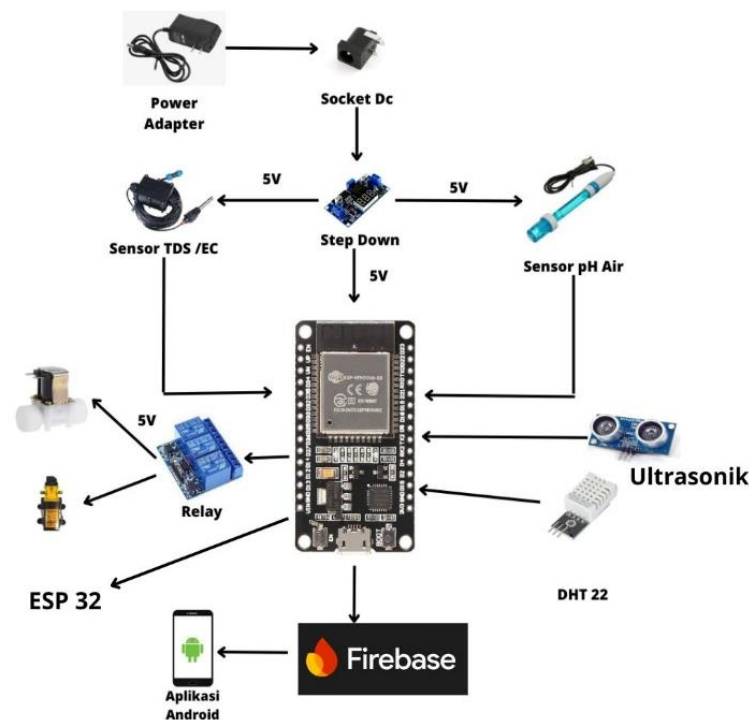 Power
Adapter
Socket Dc
5V
5V
Sensor TDS /EC
Step Down
Sensor pH Air
5V
5V
Relay
Ultrasonik
ESP 32
DHT 22
Firebase
Aplikasi
Android